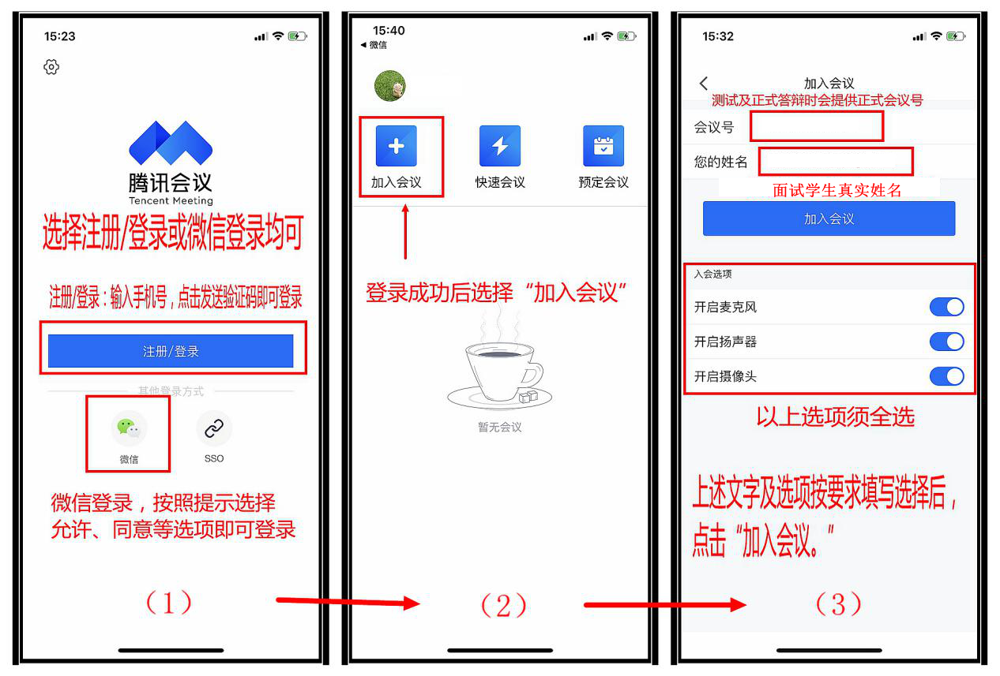 15:23
腾讯会议
Tencent Meeting
选择注册/登录或微信登录均可
注册/登录：输入手机号，点击发送验证码即可登录
注册/登录
其他登录方式
微信
SSO
微信登录，按照提示选择
允许、同意等选项即可登录
（1）
15:40
微信
加入会议
快速会议
预定会议
登录成功后选择“加入会议”
暂无会议
（2）
15:32
加入会议
测试及正式答辩时会提供正式会议号
会议号
您的姓名
面试学生真实姓名
加入会议
入会选项
开启麦克风
开启扬声器
开启摄像头
以上选项须全选
上述文字及选项按要求填写选择后，
点击“加入会议。”
（3）